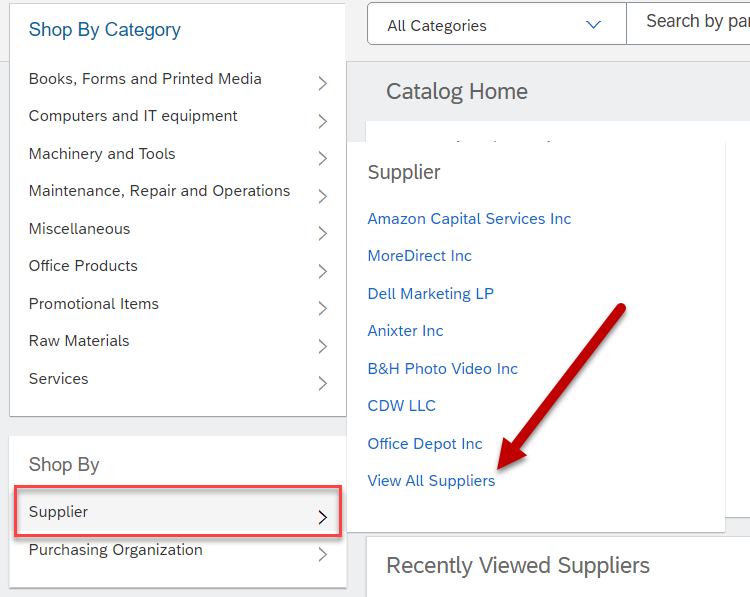 Shop By Category
Books, Forms and Printed Media
Computers and IT equipment
Machinery and Tools
Maintenance, Repair and Operations
Miscellaneous
Office Products
Promotional Items
Raw Materials
Services
Shop By
Supplier
Purchasing Organization
All Categories
Search by
Catalog Home
Supplier
Amazon Capital Services Inc
MoreDirect Inc
Dell Marketing LP
Anixter Inc
B&H Photo Video Inc
CDW LLC
Office Depot Inc
View All Suppliers
Recently Viewed Suppliers